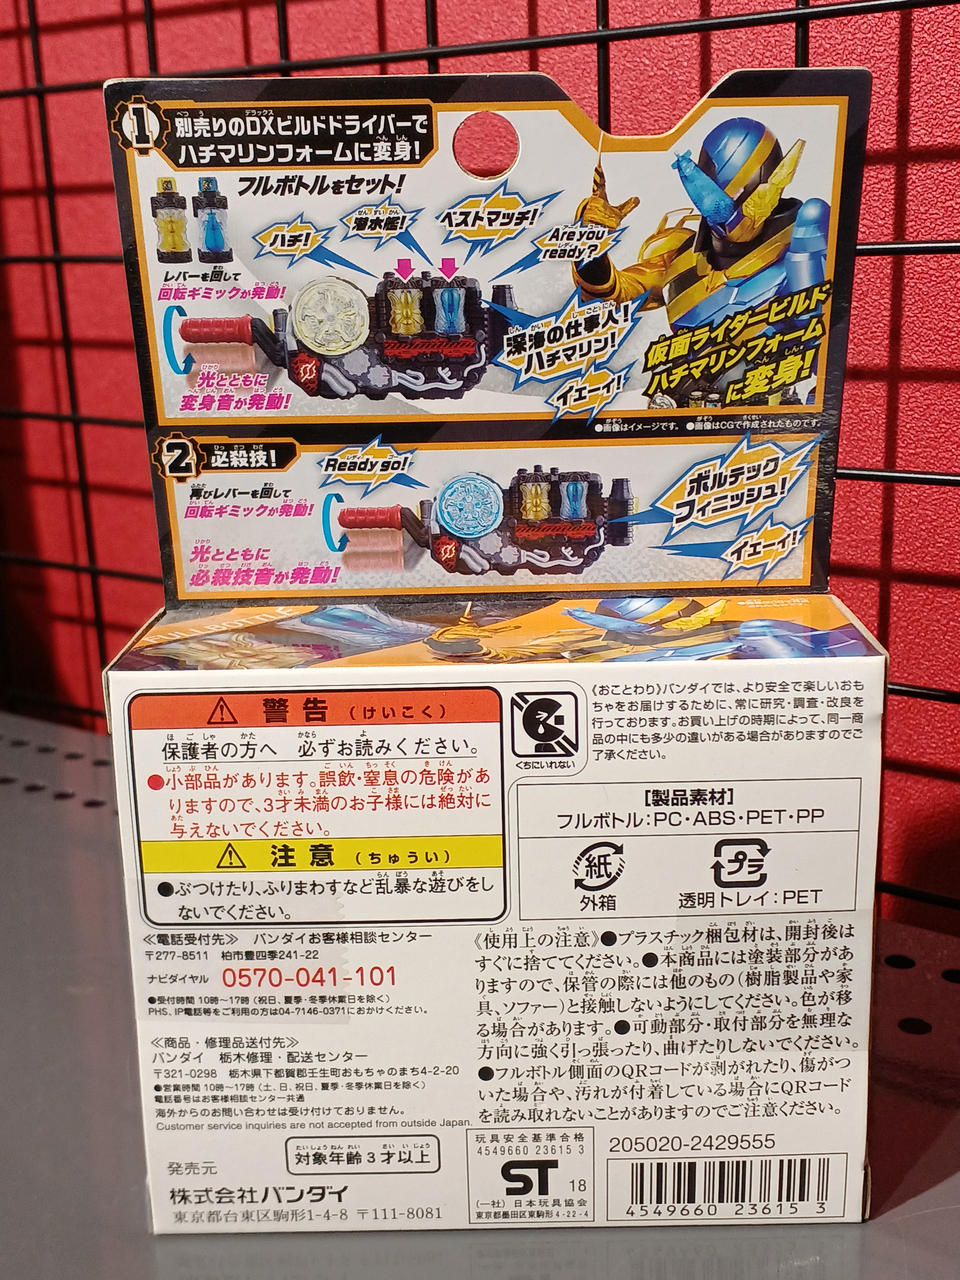 1
別売りのDXビルドドライバーで
ハチマリンフォームに変身!
フルボトルをセット!
ハチ!
潜水艦!
ベストマッチ!
Are you
ready?
レバーを回して
回転ギミックが発動!
光とともに
変身音が発動!
深海の仕事人!
ハチマリン!
イエーイ!
仮面ライダービルド
ハチマリンフォーム
に変身!
●画像はイメージです。 ●画像はCGで作成されたものです。
2
必殺技!
Ready go!
再びレバーを回して
回転ギミックが発動!
光とともに
必殺技音が発動!
ボルテック
フィニッシュ!
イエーイ!
FULL BOTTLE
警告(けいこく)
保護者の方へ 必ずお読みください。
●小部品があります。誤飲・窒息の危険があ
りますので、3才未満のお子様には絶対に
与えないでください。
注意(ちゅうい)
●ぶつけたり、ふりまわすなど乱暴な遊びをし
ないでください。
くちにいれない
《おことわり》バンダイでは、より安全で楽しいおも
ちゃをお届けするために、常に研究・調査・改良を
行っております。お買い上げの時期によって、同一商
品の中にも多少の違いがある場合がありますのでご
了承ください。
【製品素材】
フルボトル:PC・ABS・PET・PP
紙
外箱
プラ
透明トレイ:PET
≪電話受付先≫ バンダイお客様相談センター
〒277-8511 柏市豊四季241-22
ナビダイヤル 0570-041-101
●受付時間 10時〜17時(祝日、夏季・冬季休業日を除く)
PHS、IP電話等をご利用の方は04-7146-0371におかけください。
≪商品・修理品送付先≫
バンダイ 栃木修理・配送センター
〒321-0298 栃木県下都賀郡壬生町おもちゃのまち4-2-20
●営業時間 10時〜17時(土、日、祝日、夏季・冬季休業日を除く)
電話番号はお客様相談センター共通
海外からのお問い合わせは受け付けておりません。
Customer service inquiries are not accepted from outside Japan.
《使用上の注意》●プラスチック梱包材は、開封後は
すぐに捨ててください。●本商品には塗装部分があ
りますので、保管の際には他のもの(樹脂製品や家
具、ソファー)と接触しないようにしてください。色が移
る場合があります。●可動部分・取付部分を無理な
方向に強く引っ張ったり、曲げたりしないでください。
●フルボトル側面のQRコードが剥がれたり、傷がつ
いた場合や、汚れが付着している場合にQRコード
を読み取れないことがありますのでご注意ください。
発売元
対象年齢3才以上
株式会社バンダイ
東京都台東区駒形1-4-8 〒111-8081
玩具安全基準合格
4549660 23615 3
ST 18
(一社)日本玩具協会
東京都墨田区東駒形4-22-4
205020-2429555
4549660 23615 3